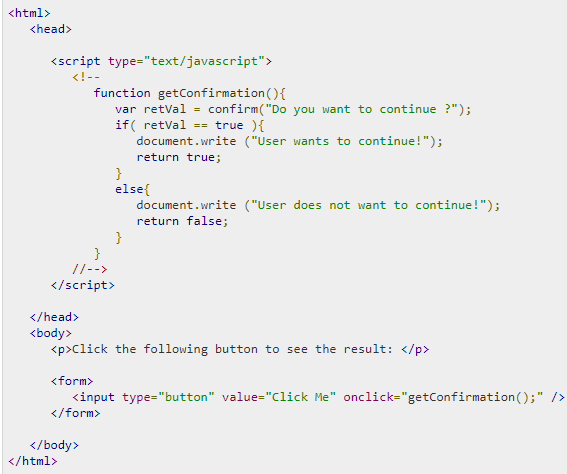 <html>
<head>
<script type="text/javascript">
<!--
function getConfirmation(){
var retVal = confirm("Do you want to continue ?");
if( retVal == true ){
document.write ("User wants to continue!");
return true;
}
else{
document.write ("User does not want to continue!");
return false;
}
}
//-->
</script>
</head>
<body>
<p>Click the following button to see the result: </p>
<form>
<input type="button" value="Click Me" onclick="getConfirmation();" />
</form>
</body>
</html>